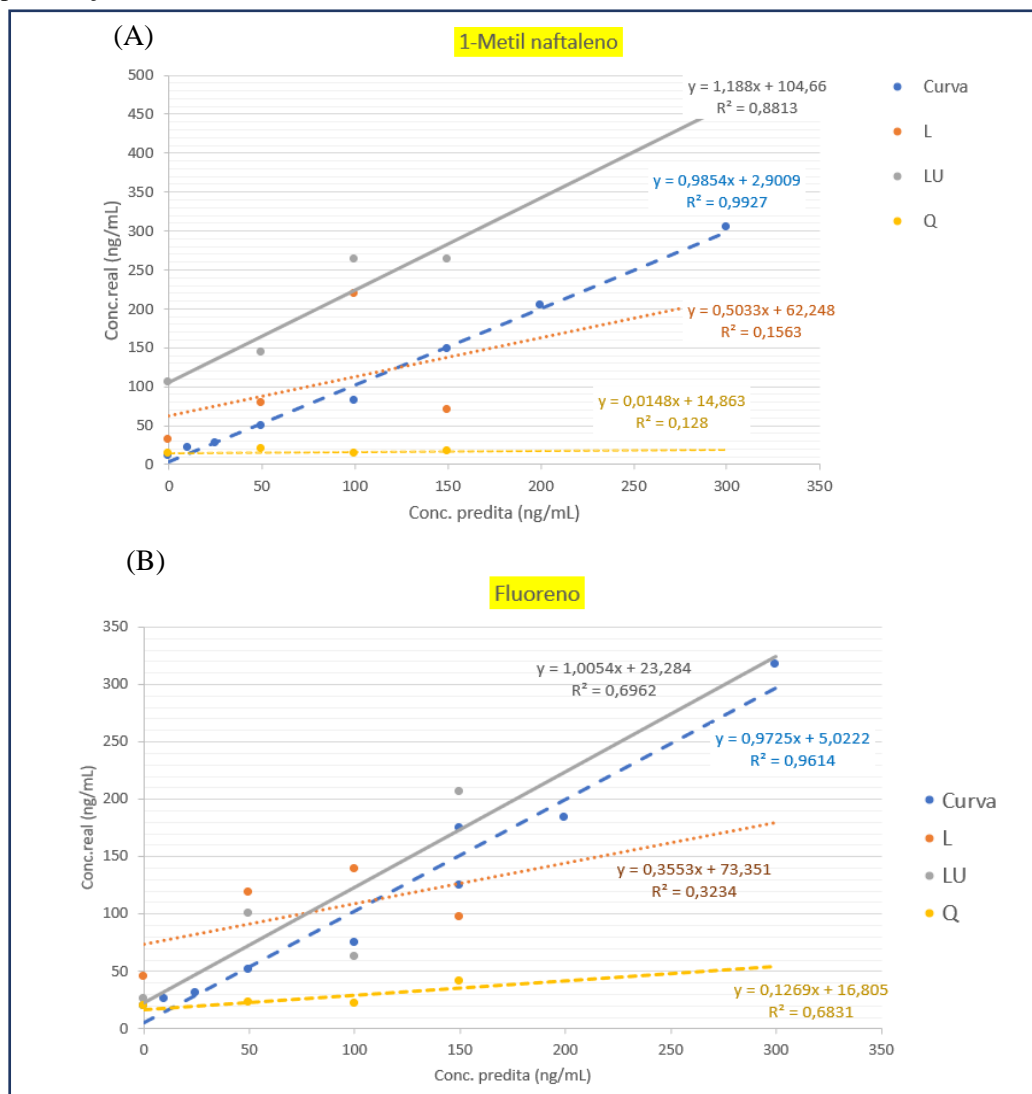 (A)
1-Metil naftaleno
500
450
400
350
300
250
200
150
100
50
0
Conc.real (ng/mL)
y = 1,188x + 104,66
R² = 0,8813
y = 0,9854x + 2,9009
R² = 0,9927
y = 0,5033x + 62,248
R² = 0,1563
y = 0,0148x + 14,863
R² = 0,128
0 50 100 150 200 250 300 350
Conc. predita (ng/mL)
Curva
L
LU
Q
(B)
Fluoreno
300
250
200
150
100
50
0
Conc.real (ng/mL)
y = 1,0054x + 23,284
R² = 0,6962
y = 0,9725x + 5,0222
R² = 0,9614
y = 0,3553x + 73,351
R² = 0,3234
y = 0,1269x + 16,805
R² = 0,6831
0 50 100 150 200 250 300 350
Conc. predita (ng/mL)
Curva
L
LU
Q